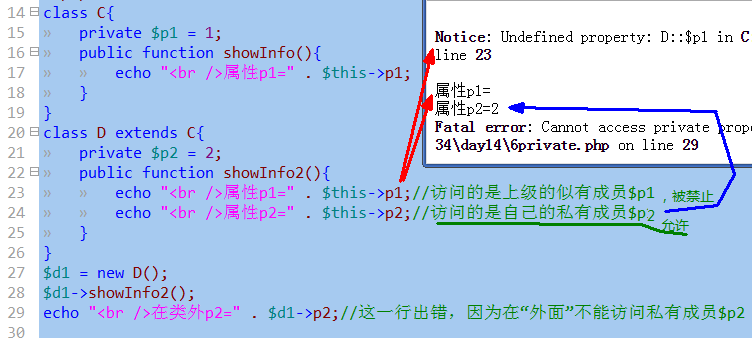 14 class C{
15 » private $p1 = 1;
16 » public function showInfo(){
17 » » echo "<br />属性p1=" . $this->p1;
18 » }
19 }
20 class D extends C{
21 » private $p2 = 2;
22 » public function showInfo2(){
23 » » echo "<br />属性p1=" . $this->p1;//访问的是上级的似有成员$p1 , 被禁止
24 » » echo "<br />属性p2=" . $this->p2;//访问的是自己的私有成员$p2 允许
25 » }
26 }
27 $d1 = new D();
28 $d1->showInfo2();
29 echo "<br />在类外p2=" . $d1->p2;//这一行出错，因为在“外面”不能访问私有成员$p2
30
Notice: Undefined property: D::$p1 in C
line 23
属性p1=
属性p2=2
Fatal error: Cannot access private prope
34\day14\6private.php on line 29